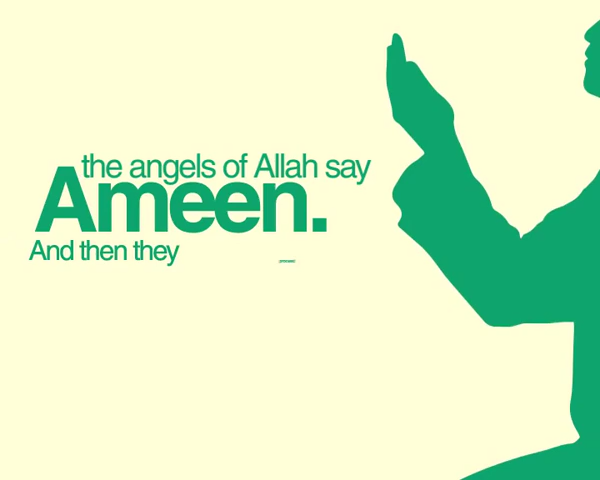 the angels of Allah say
Ameen.
And then they